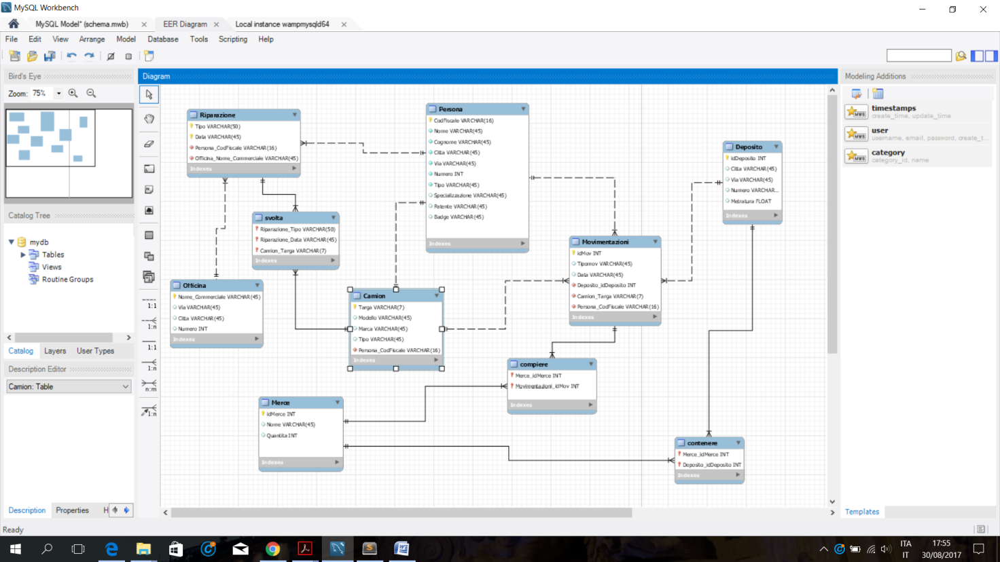 MySQL Workbench
MySQL Model* (schema.mwb)
EER Diagram
Local instance wampmysqld64
File Edit View Arrange Model Database Tools Scripting Help
Bird's Eye
Zoom: 75%
Catalog Tree
mydb
Tables
Views
Routine Groups
Catalog Layers User Types
Description Editor
Camion: Table
Description Properties H
Ready
1:1
1:n
1:1
1:n
n:m
1:n
Diagram
Riparazione
Tipo VARCHAR(50)
Data VARCHAR(45)
Persona_CodFiscale VARCHAR(16)
Officina_Nome_Commerciale VARCHAR(45)
Indexes
Persona
CodFiscale VARCHAR(16)
Nome VARCHAR(45)
Cognome VARCHAR(45)
Citta VARCHAR(45)
Via VARCHAR(45)
Numero INT
Tipo VARCHAR(45)
Specializzazione VARCHAR(45)
Patente VARCHAR(45)
Badge VARCHAR(45)
Indexes
Deposito
idDeposito INT
Citta VARCHAR(45)
Via VARCHAR(45)
Numero VARCHAR...
Metratura FLOAT
Indexes
svolta
Riparazione_Tipo VARCHAR(50)
Riparazione_Data VARCHAR(45)
Camion_Targa VARCHAR(7)
Indexes
Movimentazioni
idMov INT
Tipomov VARCHAR(45)
Data VARCHAR(45)
Deposito_idDeposito INT
Camion_Targa VARCHAR(7)
Persona_CodFiscale VARCHAR(16)
Indexes
Officina
Nome_Commerciale VARCHAR(45)
Via VARCHAR(45)
Citta VARCHAR(45)
Numero INT
Indexes
Camion
Targa VARCHAR(7)
Modello VARCHAR(45)
Marca VARCHAR(45)
Tipo VARCHAR(45)
Persona_CodFiscale VARCHAR(16)
Indexes
compiere
Merce_idMerce INT
Movimentazioni_idMov INT
Indexes
Merce
idMerce INT
Nome VARCHAR(45)
Quantita INT
Indexes
contenere
Merce_idMerce INT
Deposito_idDeposito INT
Indexes
Modeling Additions
timestamps
create_time, update_time
user
username, email, password, create_t...
category
category_id, name
Templates
ITA
IT
17:55
30/08/2017